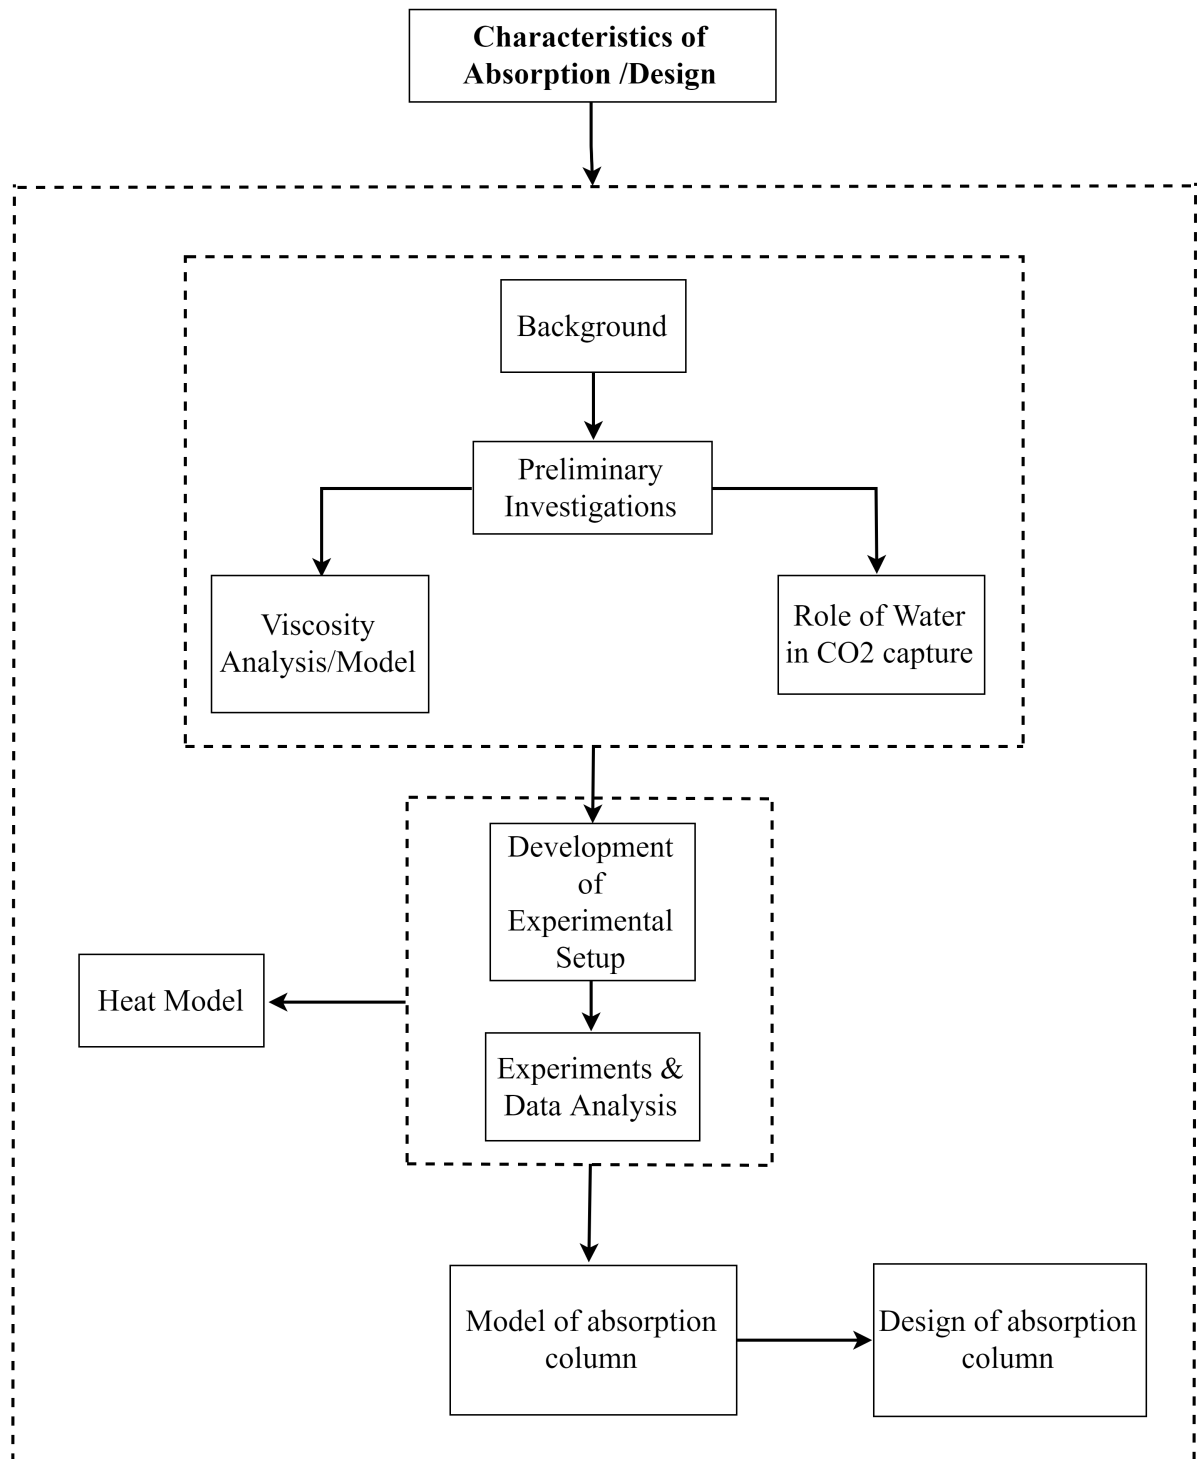 Characteristics of
Absorption /Design
Background
Preliminary
Investigations
Viscosity
Analysis/Model
Role of Water
in CO2 capture
Development
of
Experimental
Setup
Heat Model
Experiments &
Data Analysis
Model of absorption
column
Design of absorption
column